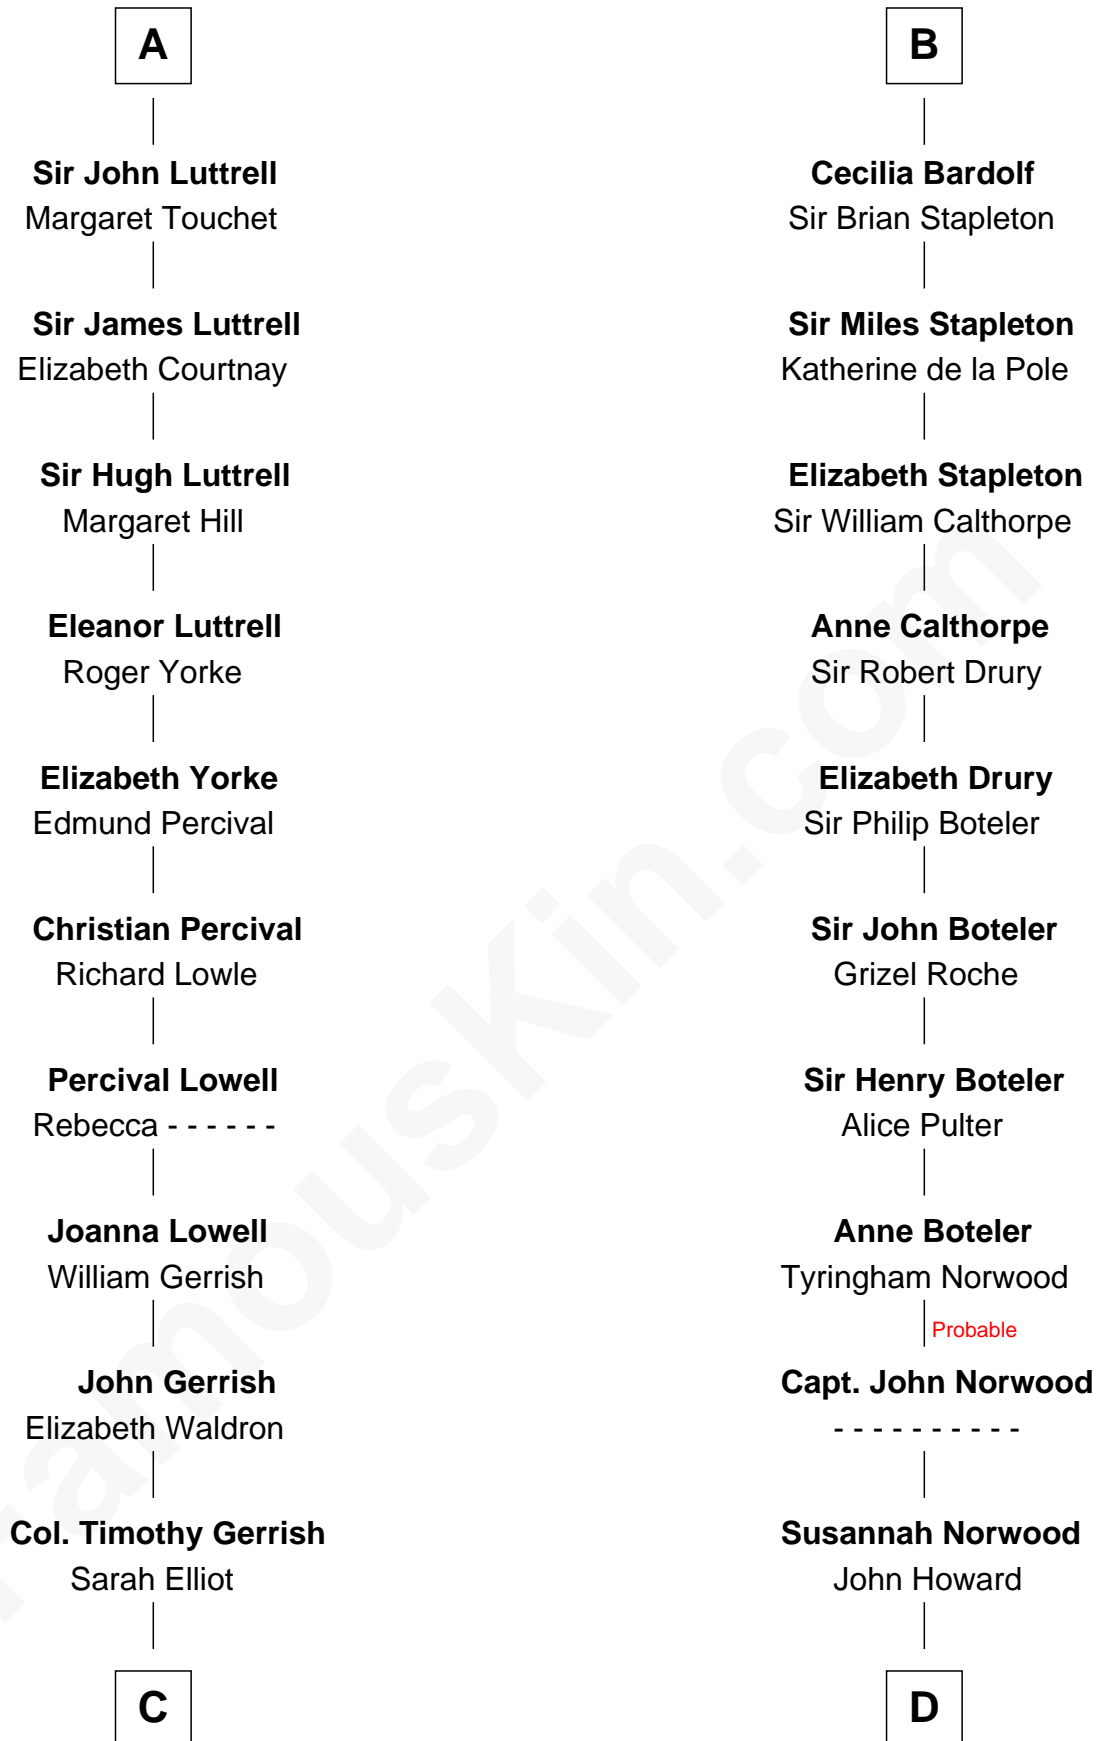 A
Sir John Luttrell
Margaret Touchet
Sir James Luttrell
Elizabeth Courtnay
Sir Hugh Luttrell
Margaret Hill
Eleanor Luttrell
Roger Yorke
Elizabeth Yorke
Edmund Percival
Christian Percival
Richard Lowle
Percival Lowell
Rebecca - - - - - -
Joanna Lowell
William Gerrish
John Gerrish
Elizabeth Waldron
Col. Timothy Gerrish
Sarah Elliot
C
B
Cecilia Bardolf
Sir Brian Stapleton
Sir Miles Stapleton
Katherine de la Pole
Elizabeth Stapleton
Sir William Calthorpe
Anne Calthorpe
Sir Robert Drury
Elizabeth Drury
Sir Philip Boteler
Sir John Boteler
Grizel Roche
Sir Henry Boteler
Alice Pulter
Anne Boteler
Tyringham Norwood
Probable
Capt. John Norwood
- - - - - - - - - -
Susannah Norwood
John Howard
D
FamousKin.com